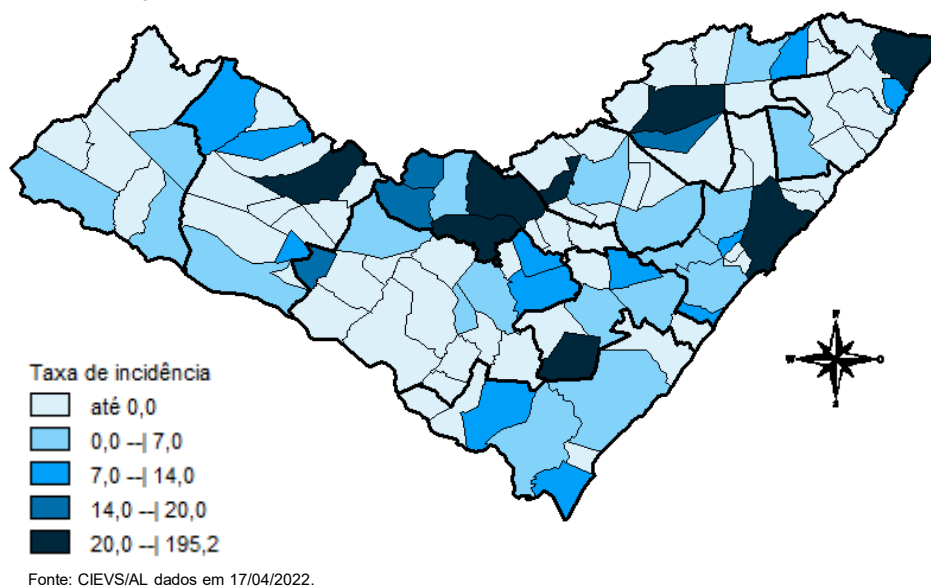 Taxa de incidência
até 0,0
0,0 --| 7,0
7,0 --| 14,0
14,0 --| 20,0
20,0 --| 195,2
Fonte: CIEVS/AL dados em 17/04/2022.
W
O
S